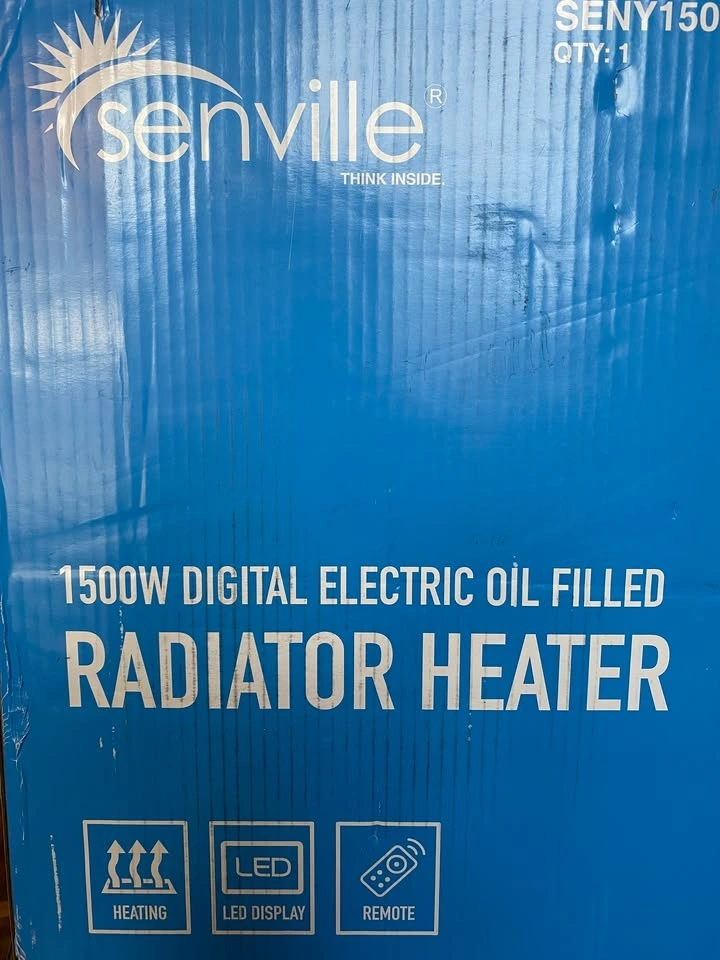 SENY150
QTY: 1
senville®
THINK INSIDE.
1500W DIGITAL ELECTRIC OIL FILLED
RADIATOR HEATER
LED
HEATING
LED DISPLAY
REMOTE